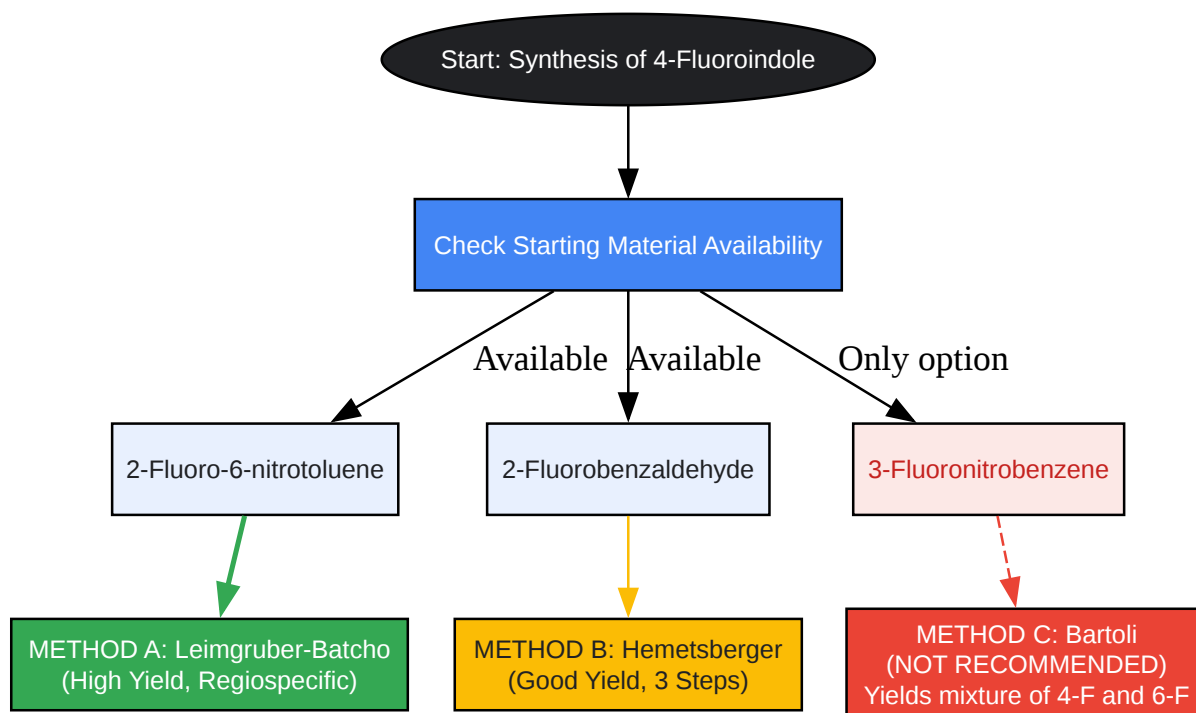 Start: Synthesis of 4-Fluoroindole
Check Starting Material Availability
Available
Available
Only option
2-Fluoro-6-nitrotoluene
2-Fluorobenzaldehyde
3-Fluoronitrobenzene
METHOD A: Leimgruber-Batcho
(High Yield, Regiospecific)
METHOD B: Hemetsberger
(Good Yield, 3 Steps)
METHOD C: Bartoli
(NOT RECOMMENDED)
Yields mixture of 4-F and 6-F